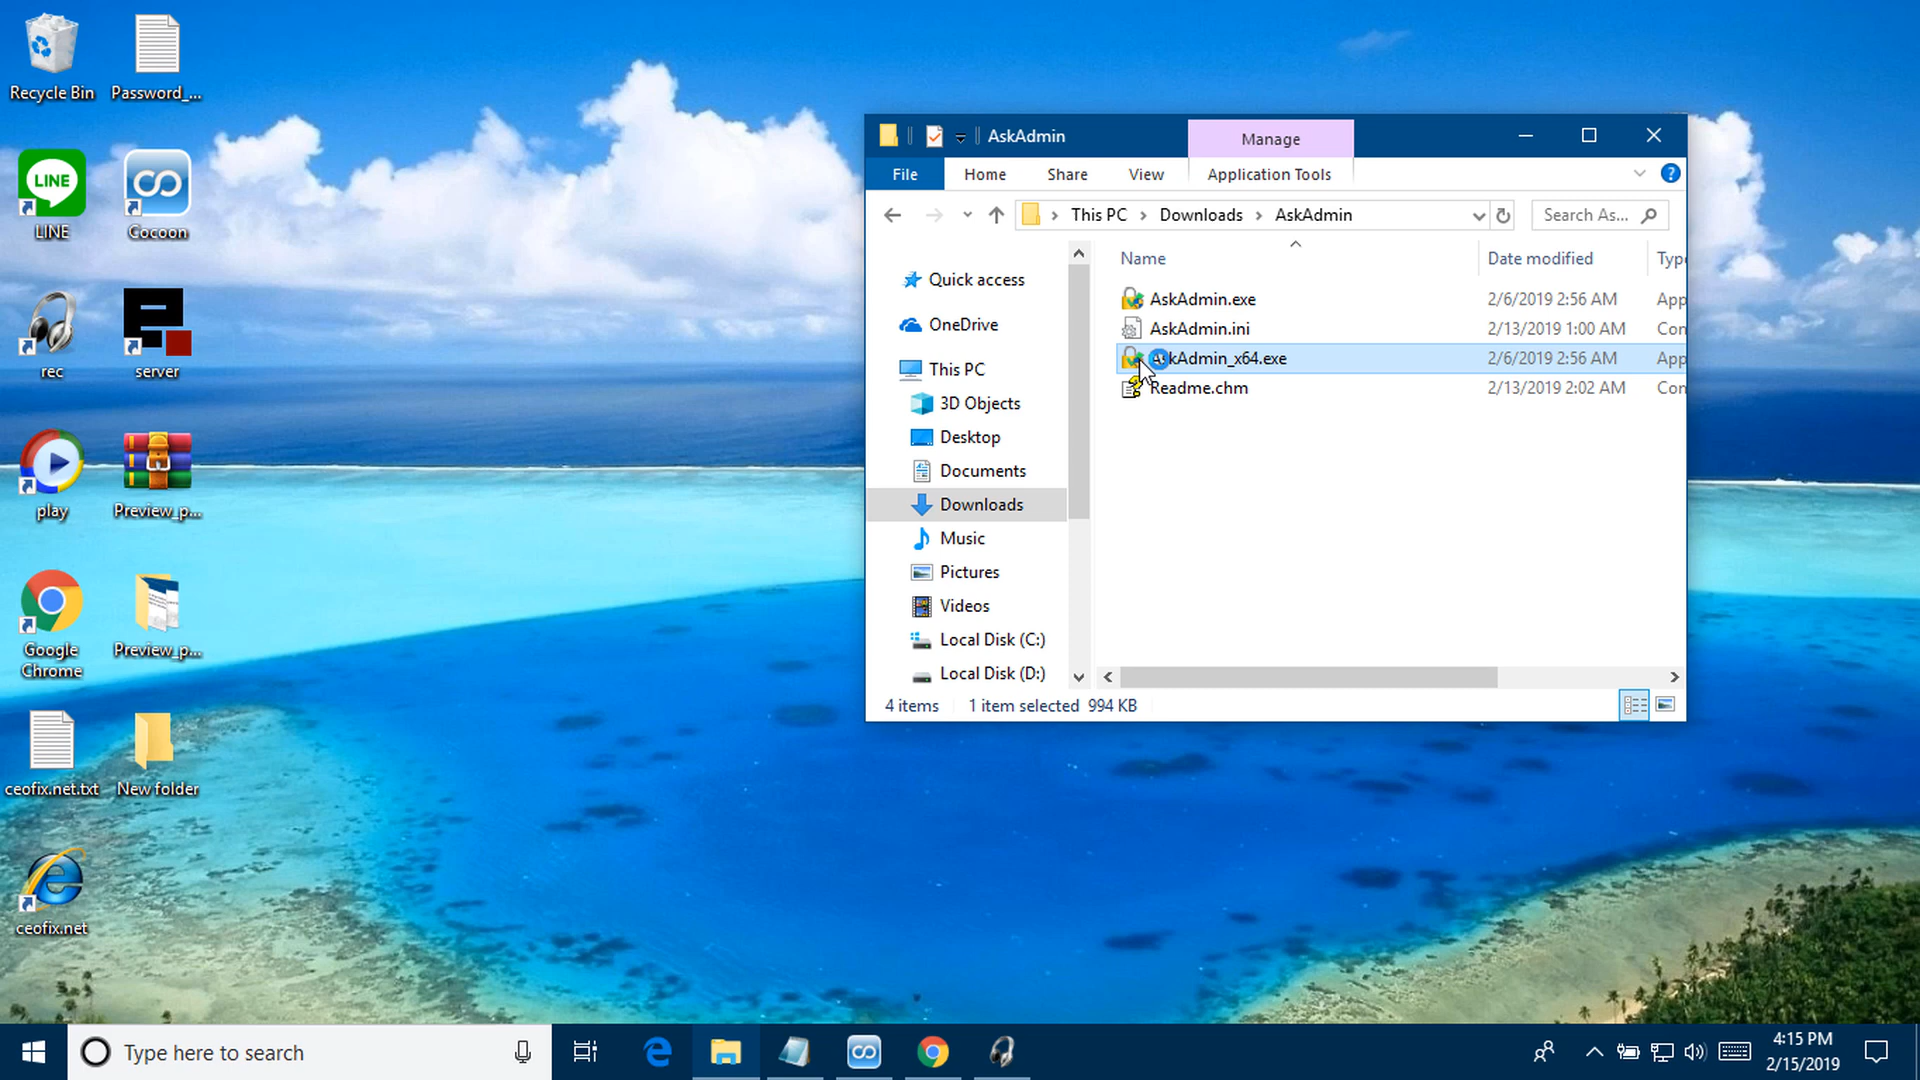 Recycle Bin
Password_...
LINE
LINE
Cocoon
rec
server
play
Preview_p...
Google
Chrome
Preview_p...
ceofix.net.txt
New folder
ceofix.net
AskAdmin
Manage
File
Home
Share
View
Application Tools
This PC
Downloads
AskAdmin
Search As...
Quick access
OneDrive
This PC
3D Objects
Desktop
Documents
Downloads
Music
Pictures
Videos
Local Disk (C:)
Local Disk (D:)
Name
Date modified
Typ
AskAdmin.exe
2/6/2019 2:56 AM
App
AskAdmin.ini
2/13/2019 1:00 AM
Con
AskAdmin_x64.exe
2/6/2019 2:56 AM
App
Readme.chm
2/13/2019 2:02 AM
Con
4 items
1 item selected 994 KB
Type here to search
4:15 PM
2/15/2019